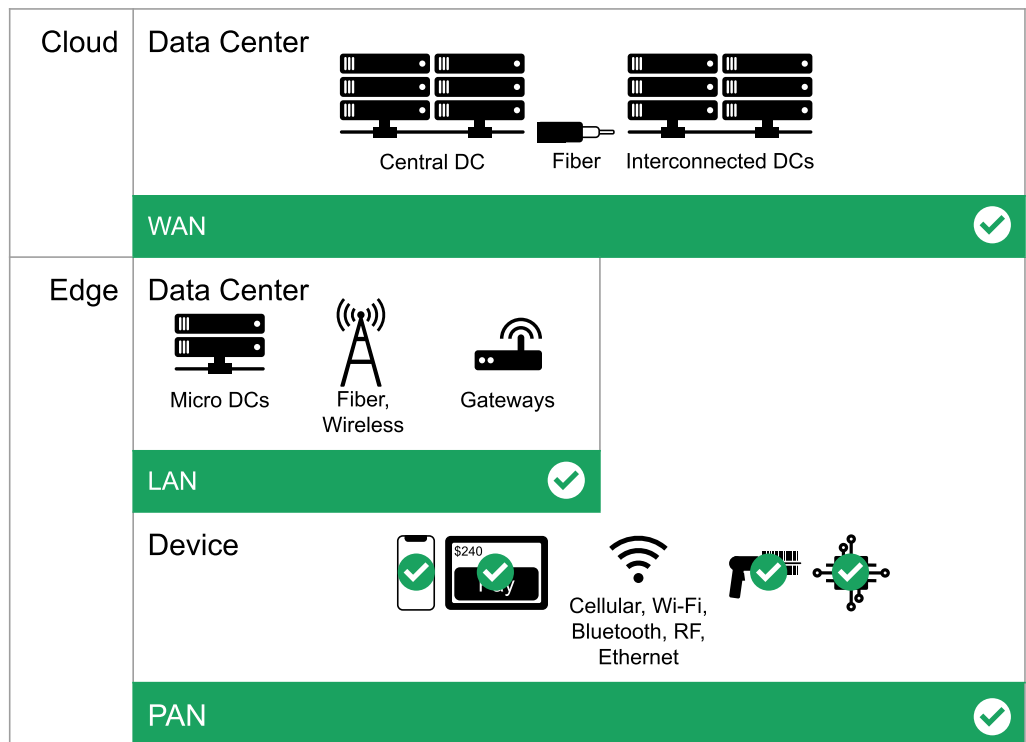 Cloud
Data Center
Central DC
Fiber
Interconnected DCs
WAN
Edge
Data Center
Micro DCs
Fiber,
Wireless
Gateways
LAN
Device
$240
Cellular, Wi-Fi,
Bluetooth, RF,
Ethernet
PAN